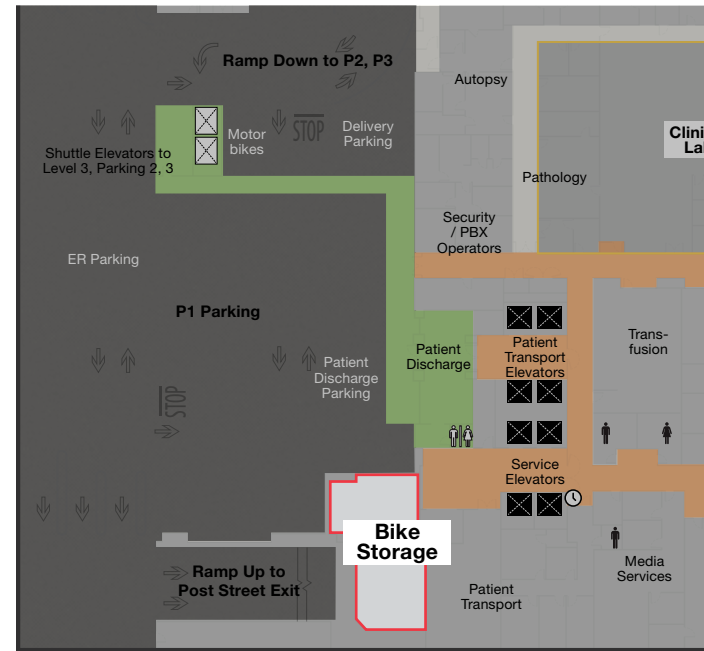 Ramp Down to P2, P3
Autopsy
STOP
Motor
bikes
Delivery
Parking
Shuttle Elevators to
Level 3, Parking 2, 3
Pathology
Security
/ PBX
Operators
ER Parking
P1 Parking
Patient
Discharge
Patient
Transport
Elevators
Trans-
fusion
Patient
Discharge
Parking
STOP
Service
Elevators
Bike
Storage
Ramp Up to
Post Street Exit
Media
Services
Patient
Transport